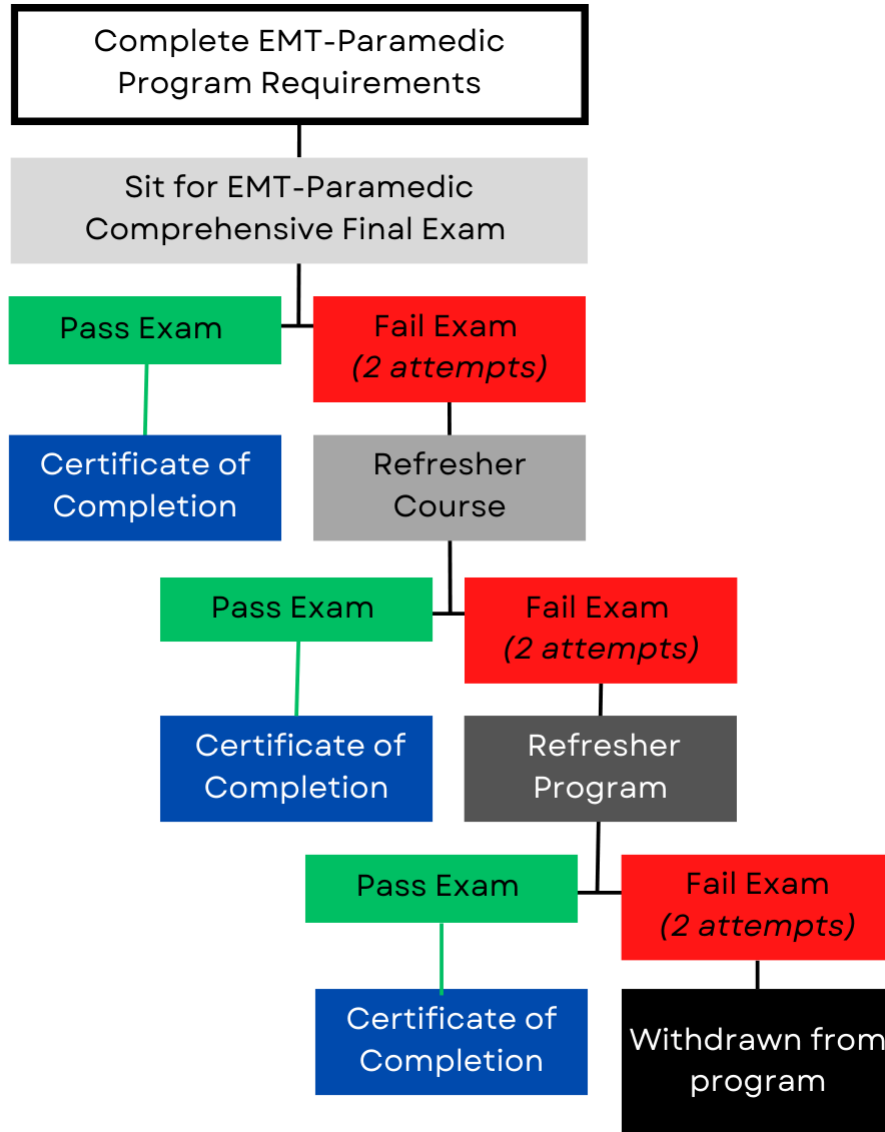 Complete EMT-Paramedic
Program Requirements
Sit for EMT-Paramedic
Comprehensive Final Exam
Pass Exam
Fail Exam
(2 attempts)
Certificate of
Completion
Refresher
Course
Pass Exam
Fail Exam
(2 attempts)
Certificate of
Completion
Refresher
Program
Pass Exam
Fail Exam
(2 attempts)
Certificate of
Completion
Withdrawn from
program